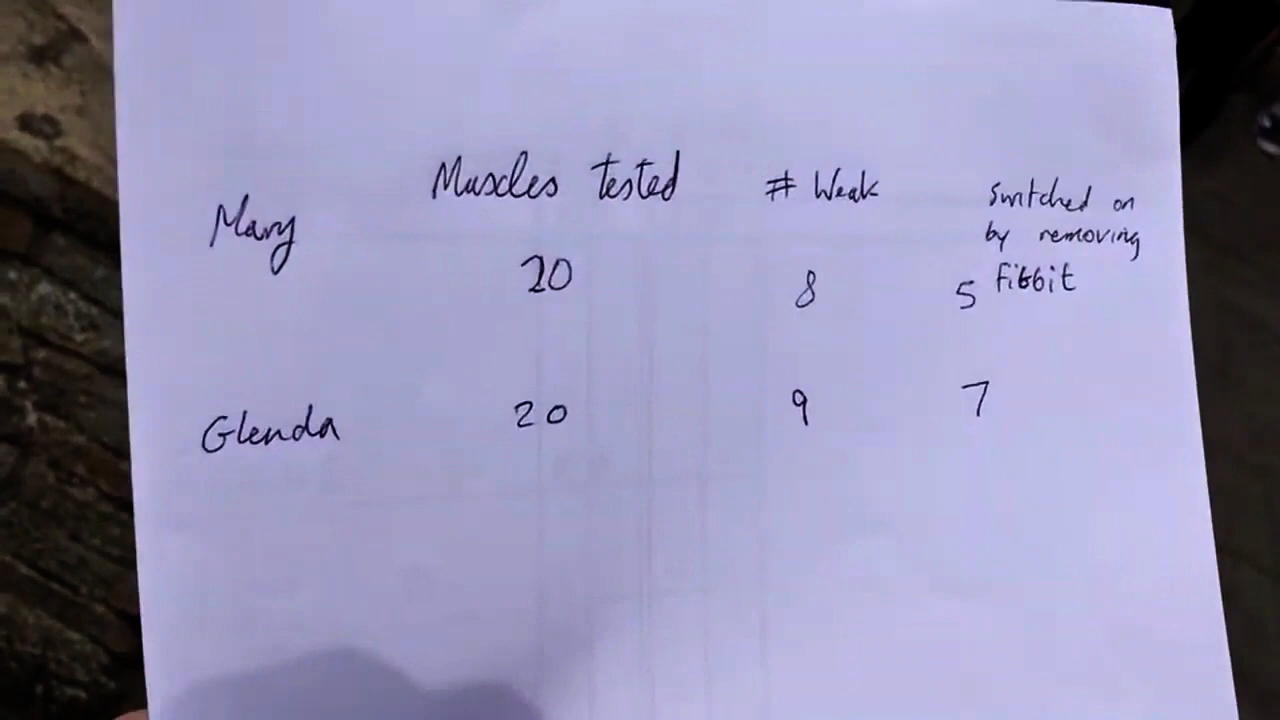 Muscles tested # Weak Switched on
by removing
Fitbit
Mary 20 8 5
Glenda 20 9 7